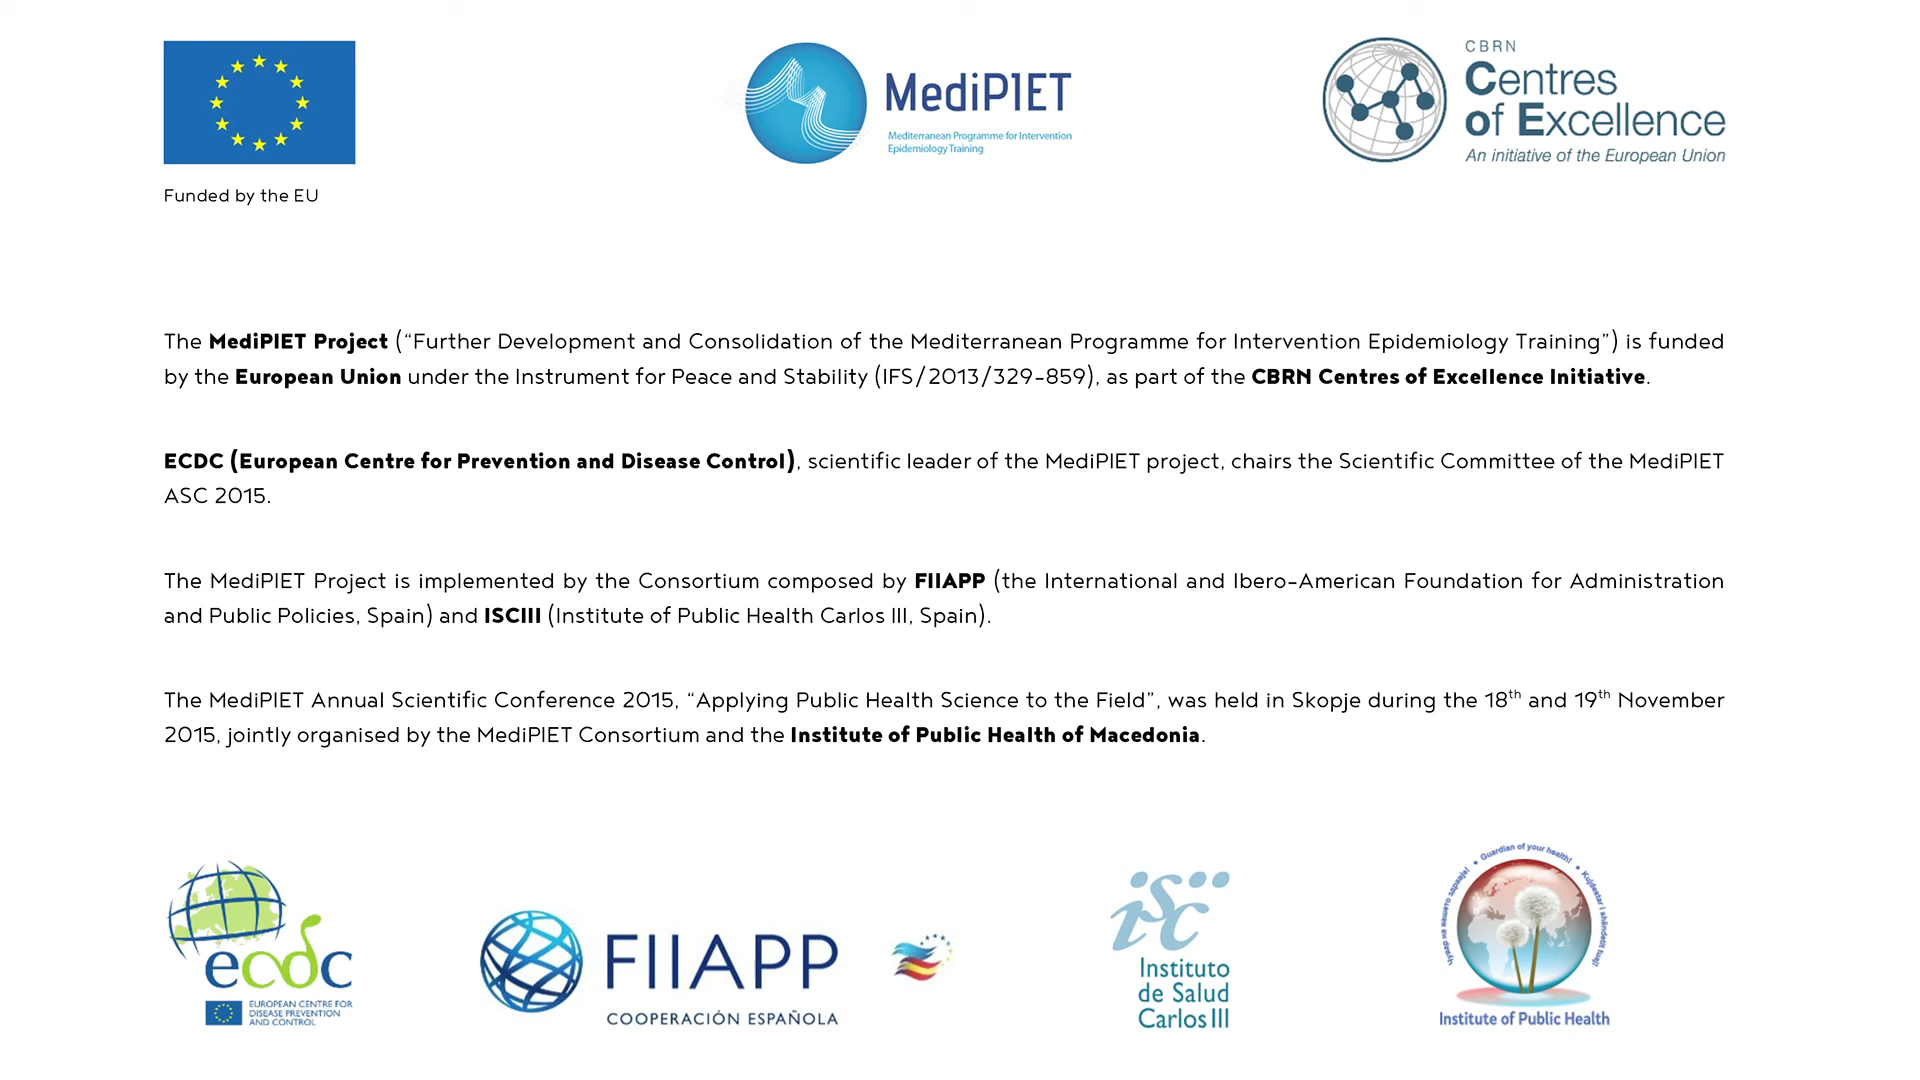 Funded by the EU
MediPIET
Mediterranean Programme for Intervention
Epidemiology Training
CBRN
Centres
of Excellence
An initiative of the European Union
The MediPIET Project (“Further Development and Consolidation of the Mediterranean Programme for Intervention Epidemiology Training”) is funded
by the European Union under the Instrument for Peace and Stability (IFS/2013/329-859), as part of the CBRN Centres of Excellence Initiative.
ECDC (European Centre for Prevention and Disease Control), scientific leader of the MediPIET project, chairs the Scientific Committee of the MediPIET
ASC 2015.
The MediPIET Project is implemented by the Consortium composed by FIIAPP (the International and Ibero-American Foundation for Administration
and Public Policies, Spain) and ISCIII (Institute of Public Health Carlos III, Spain).
The MediPIET Annual Scientific Conference 2015, “Applying Public Health Science to the Field”, was held in Skopje during the 18th and 19th November
2015, jointly organised by the MediPIET Consortium and the Institute of Public Health of Macedonia.
ecdc
EUROPEAN CENTRE FOR
DISEASE PREVENTION
AND CONTROL
FIIAPP
COOPERACIÓN ESPAÑOLA
isciii
Instituto
de Salud
Carlos III
Чувар на вашето здравје! • Guardian of your health! • Kujdestar i shëndetit tuaj!
Institute of Public Health